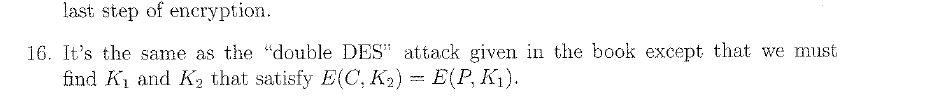 last step of encryption.
16. It's the same as the "double DES" attack given in the book except that we must
find K₁ and K₂ that satisfy E(C, K₂) = E(P, K₁).